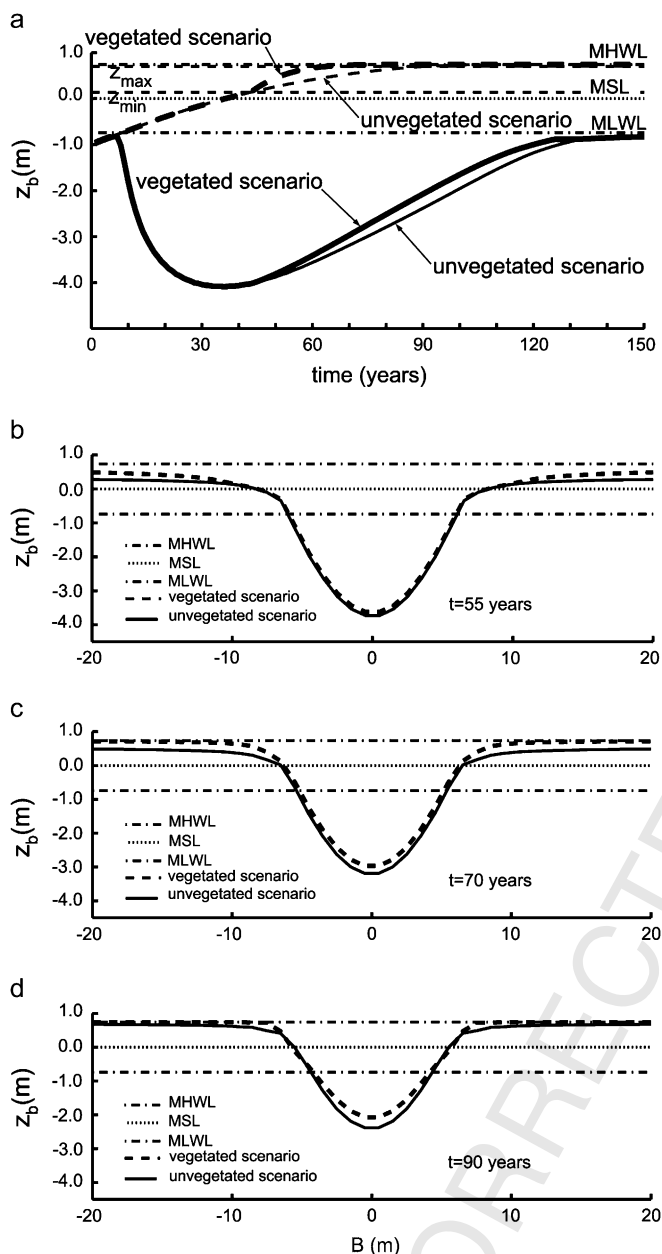 a
vegetated scenario
MHWL
z_max
MSL
z_min
unvegetated scenario
MLWL
vegetated scenario
unvegetated scenario
z_b(m)
1.0
0.0
-1.0
-2.0
-3.0
-4.0
0 10 30 60 90 120 150
time (years)
b
z_b(m)
1.0
0.0
-1.0
-2.0
-3.0
-4.0
MHWL
MSL
MLWL
vegetated scenario
unvegetated scenario
t=55 years
-20 -10 0 10 20
c
z_b(m)
1.0
0.0
-1.0
-2.0
-3.0
-4.0
MHWL
MSL
MLWL
vegetated scenario
unvegetated scenario
t=70 years
-20 -10 0 10 20
d
z_b(m)
1.0
0.0
-1.0
-2.0
-3.0
-4.0
MHWL
MSL
MLWL
vegetated scenario
unvegetated scenario
t=90 years
-20 -10 0 10 20
B (m)
ORRECTE